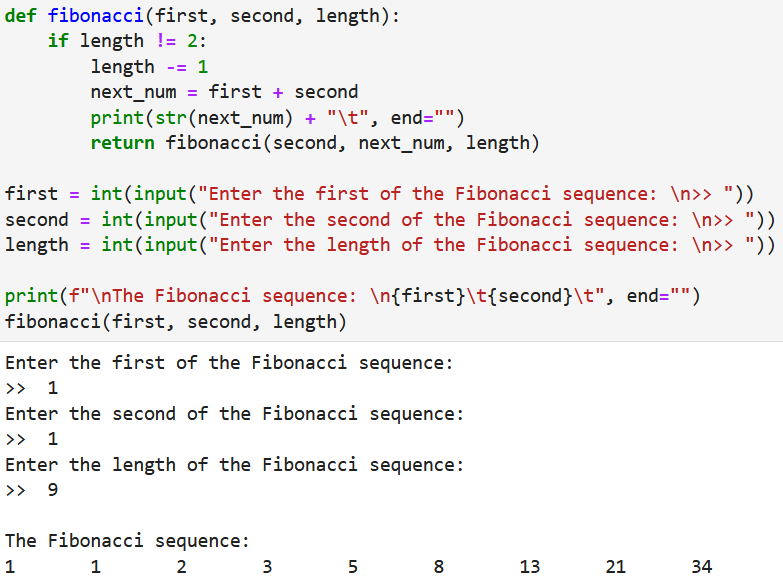 def fibonacci(first, second, length):
    if length != 2:
        length -= 1
        next_num = first + second
        print(str(next_num) + "\t", end="")
        return fibonacci(second, next_num, length)

first = int(input("Enter the first of the Fibonacci sequence: \n>> "))
second = int(input("Enter the second of the Fibonacci sequence: \n>> "))
length = int(input("Enter the length of the Fibonacci sequence: \n>> "))

print(f"\nThe Fibonacci sequence: \n{first}\t{second}\t", end="")
fibonacci(first, second, length)
Enter the first of the Fibonacci sequence:
>>  1
Enter the second of the Fibonacci sequence:
>>  1
Enter the length of the Fibonacci sequence:
>>  9

The Fibonacci sequence:
1	1	2	3	5	8	13	21	34